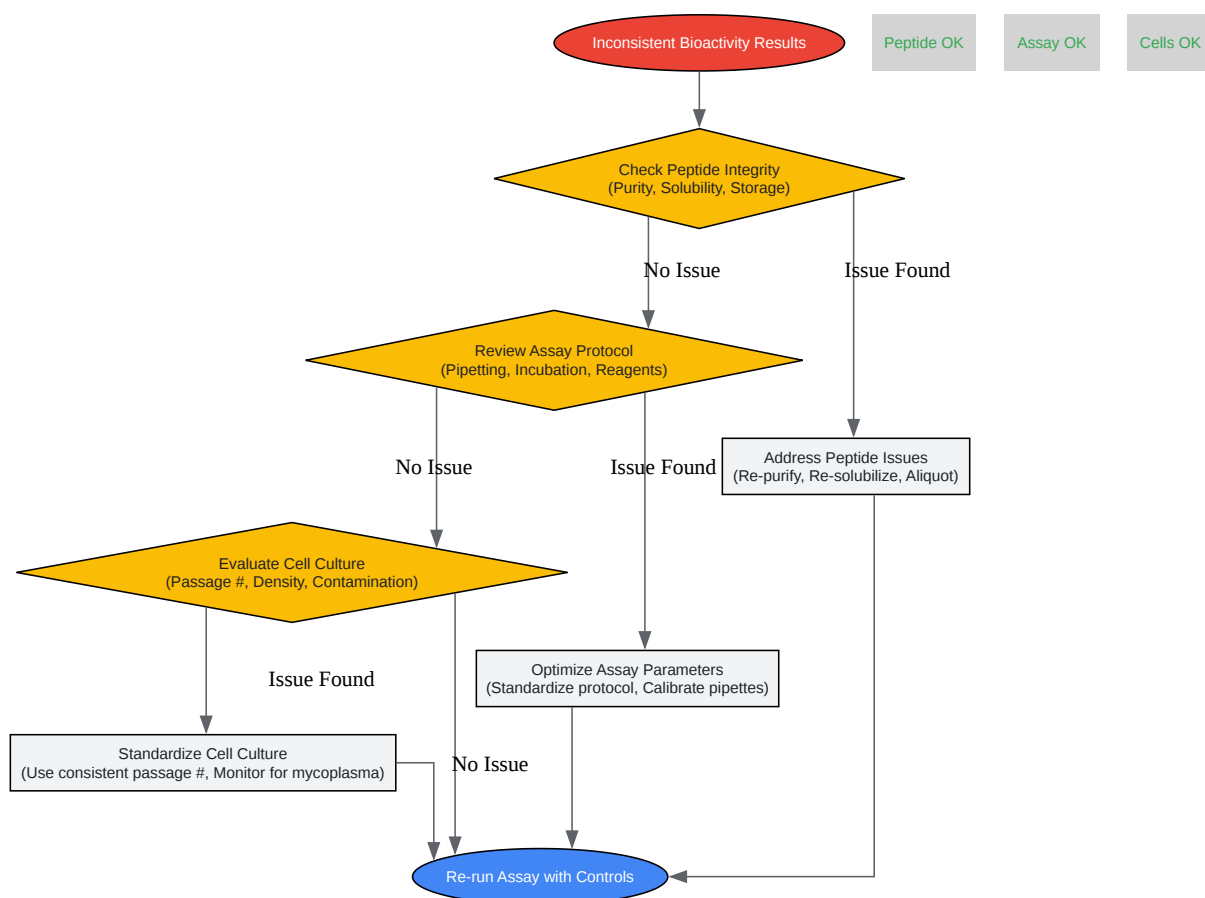 Inconsistent Bioactivity Results
Peptide OK
Assay OK
Cells OK
Check Peptide Integrity
(Purity, Solubility, Storage)
No Issue
Issue Found
Review Assay Protocol
(Pipetting, Incubation, Reagents)
No Issue
Issue Found
Address Peptide Issues
(Re-purify, Re-solubilize, Aliquot)
Evaluate Cell Culture
(Passage #, Density, Contamination)
Issue Found
Optimize Assay Parameters
(Standardize protocol, Calibrate pipettes)
Standardize Cell Culture
(Use consistent passage #, Monitor for mycoplasma)
No Issue
Re-run Assay with Controls